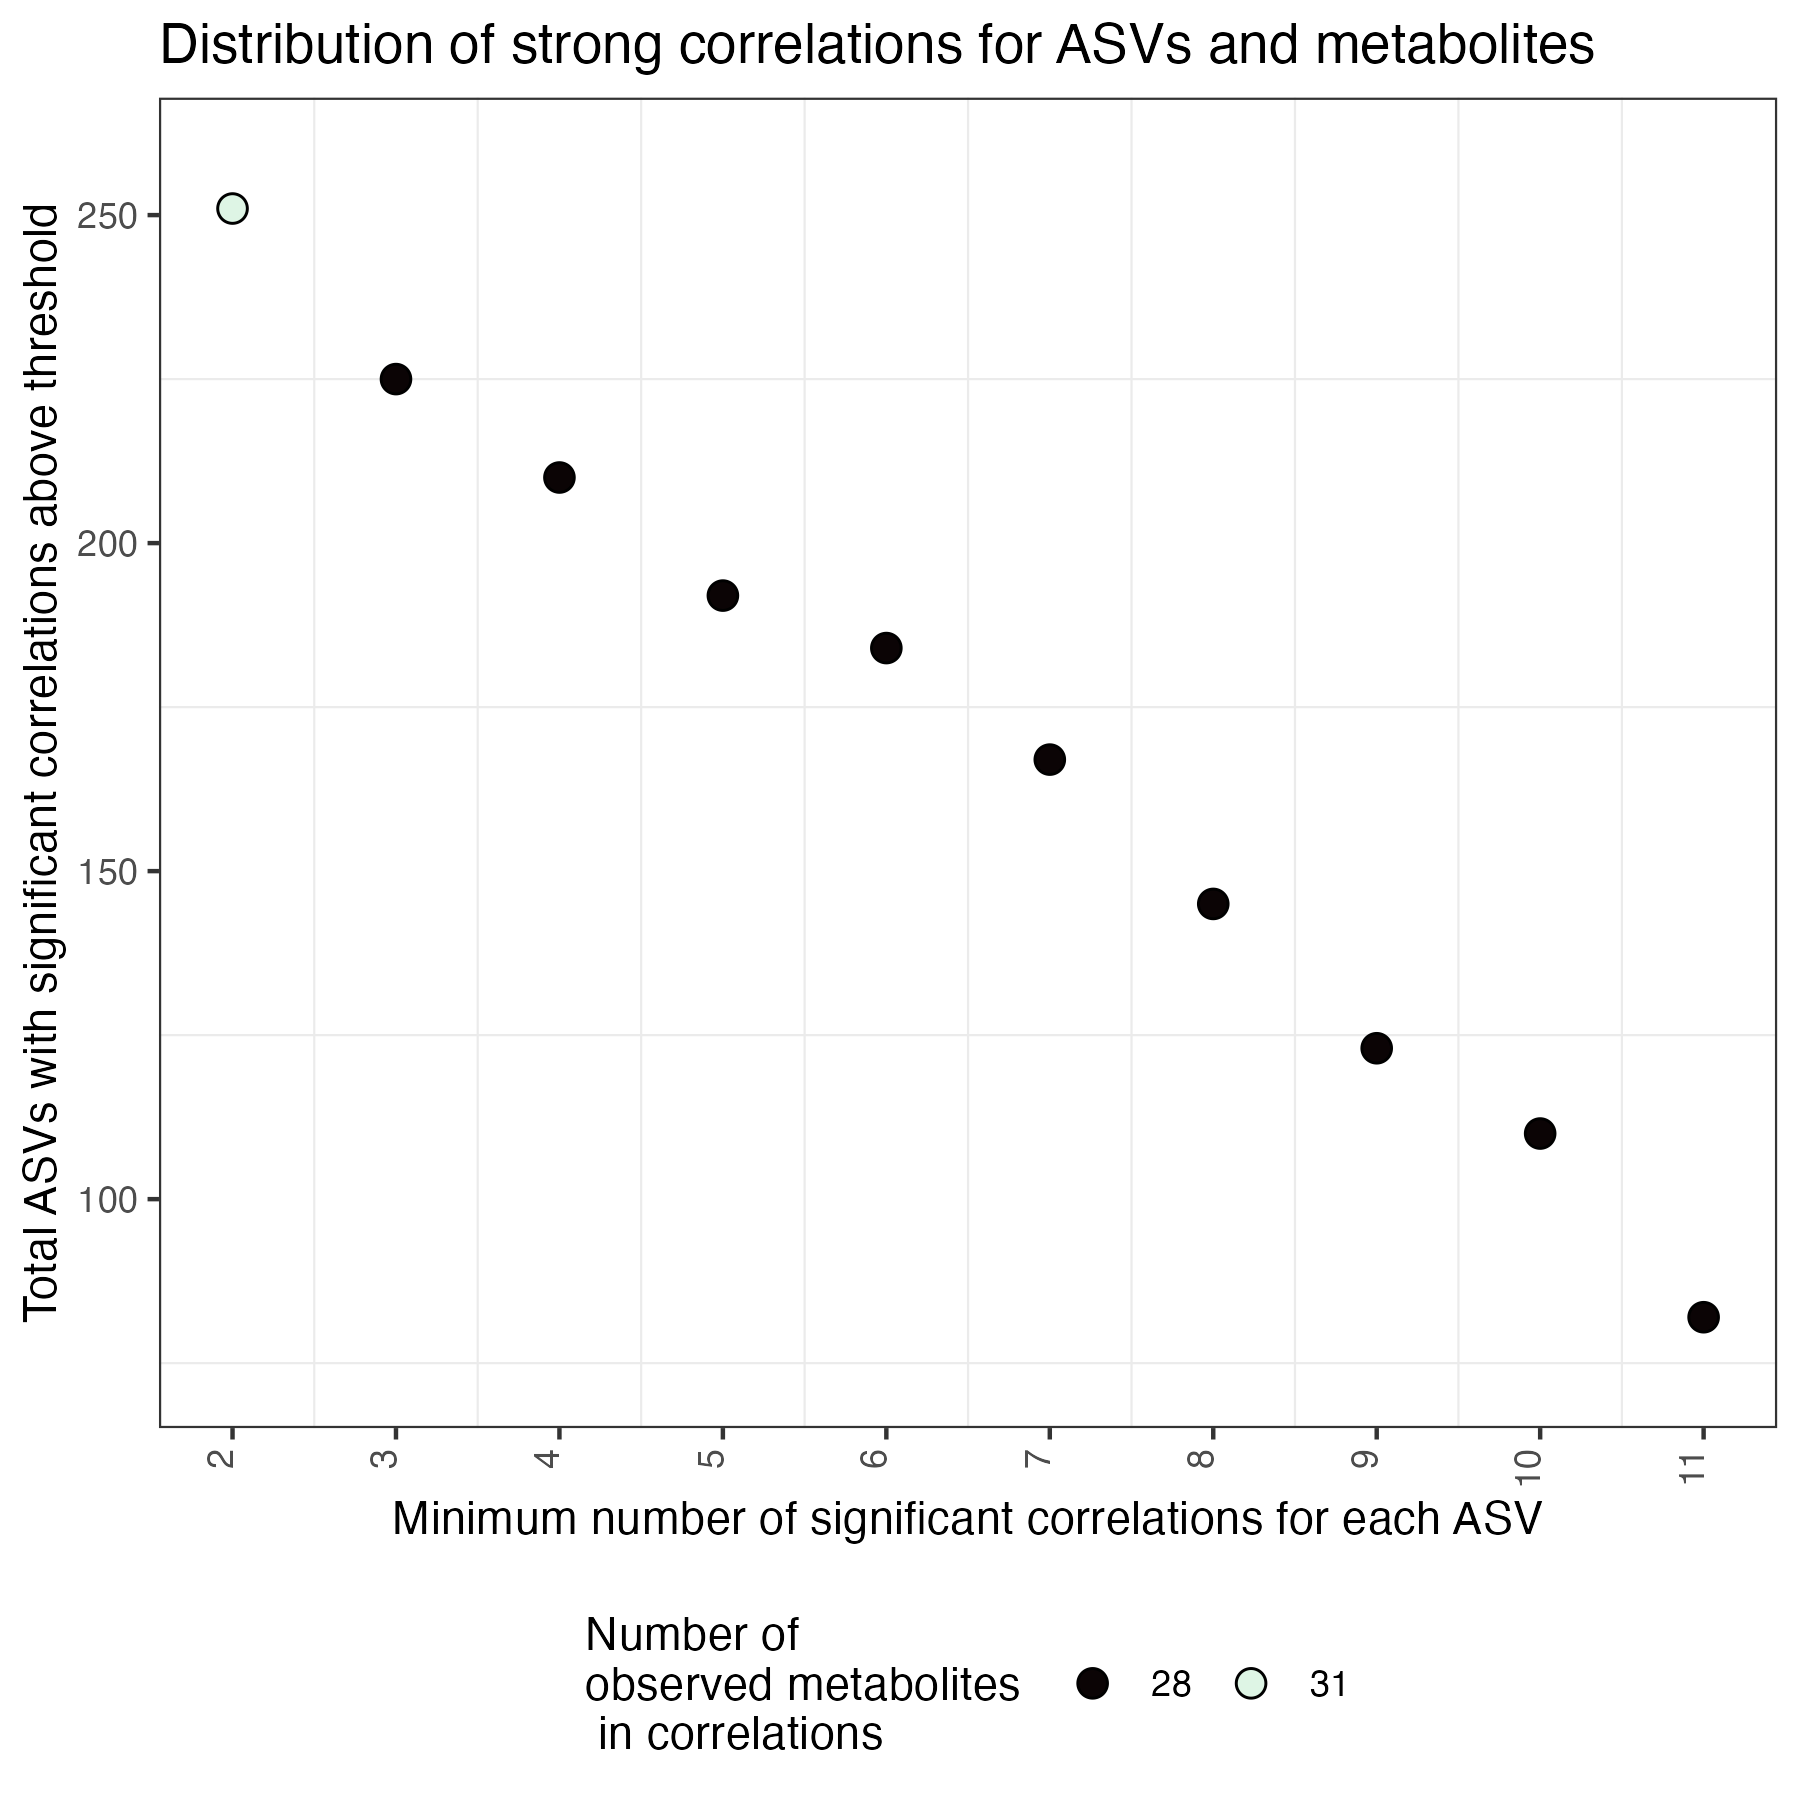 Distribution of strong correlations for ASVs and metabolites
Total ASVs with significant correlations above threshold
250
200
150
100
2
3
4
5
6
7
8
9
10
11
Minimum number of significant correlations for each ASV
Number of
observed metabolites
in correlations
28
31